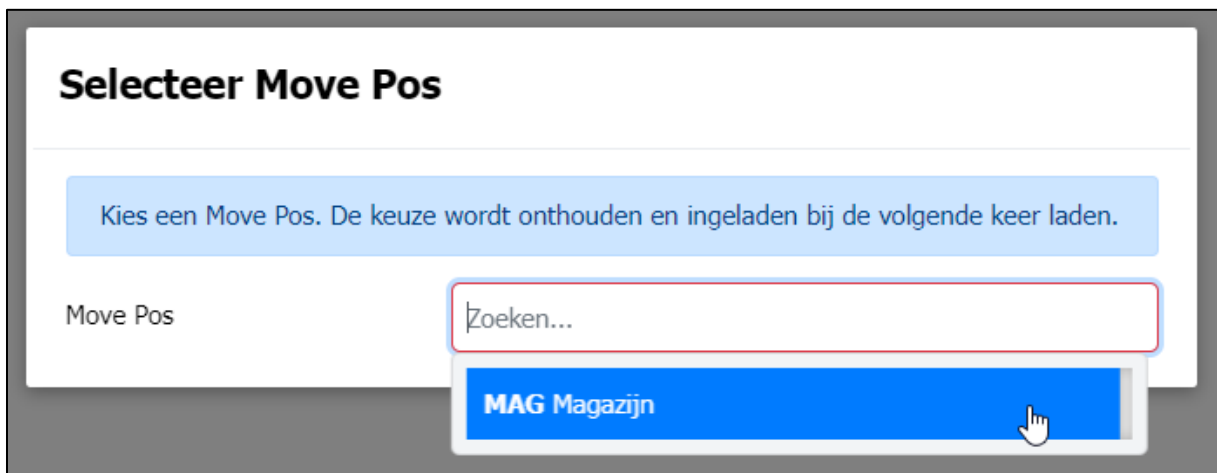 Selecteer Move Pos
Kies een Move Pos. De keuze wordt onthouden en ingeladen bij de volgende keer laden.
Move Pos
Zoeken...
MAG Magazijn